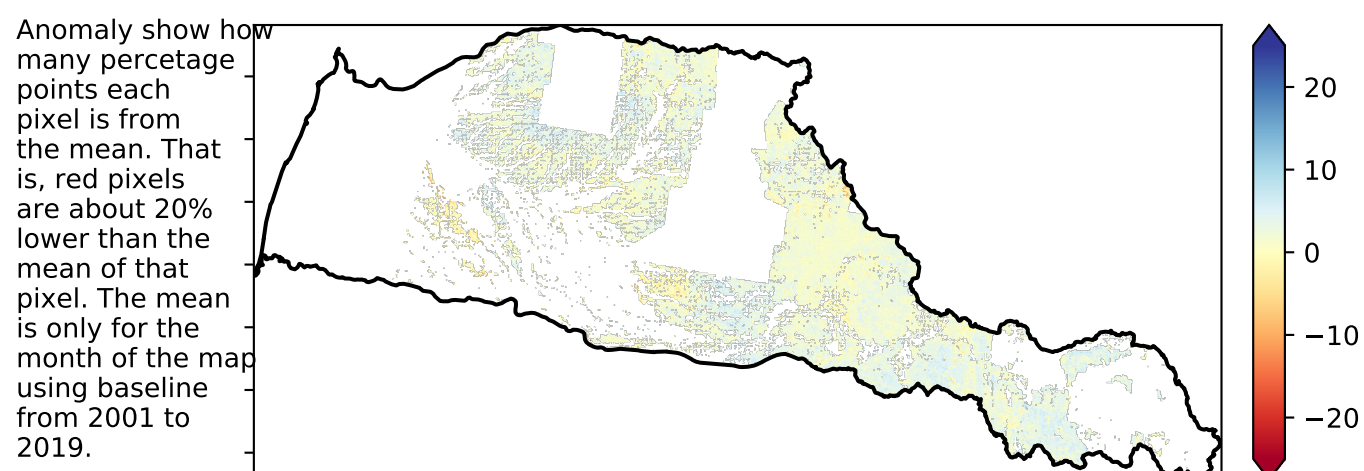 Anomaly show how
many percetage
points each
pixel is from
the mean. That
is, red pixels
are about 20%
lower than the
mean of that
pixel. The mean
is only for the
month of the map
using baseline
from 2001 to
2019.
20
10
0
−10
−20